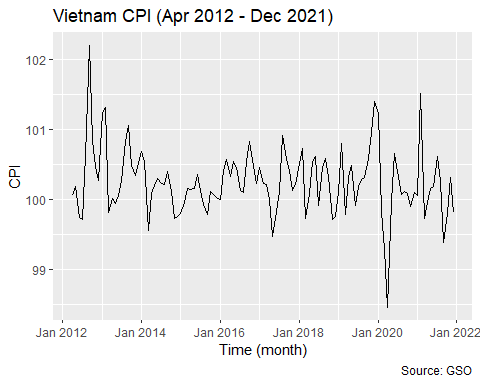 Vietnam CPI (Apr 2012 - Dec 2021)
102
101
100
99
CPI
Jan 2012 Jan 2014 Jan 2016 Jan 2018 Jan 2020 Jan 2022
Time (month)
Source: GSO